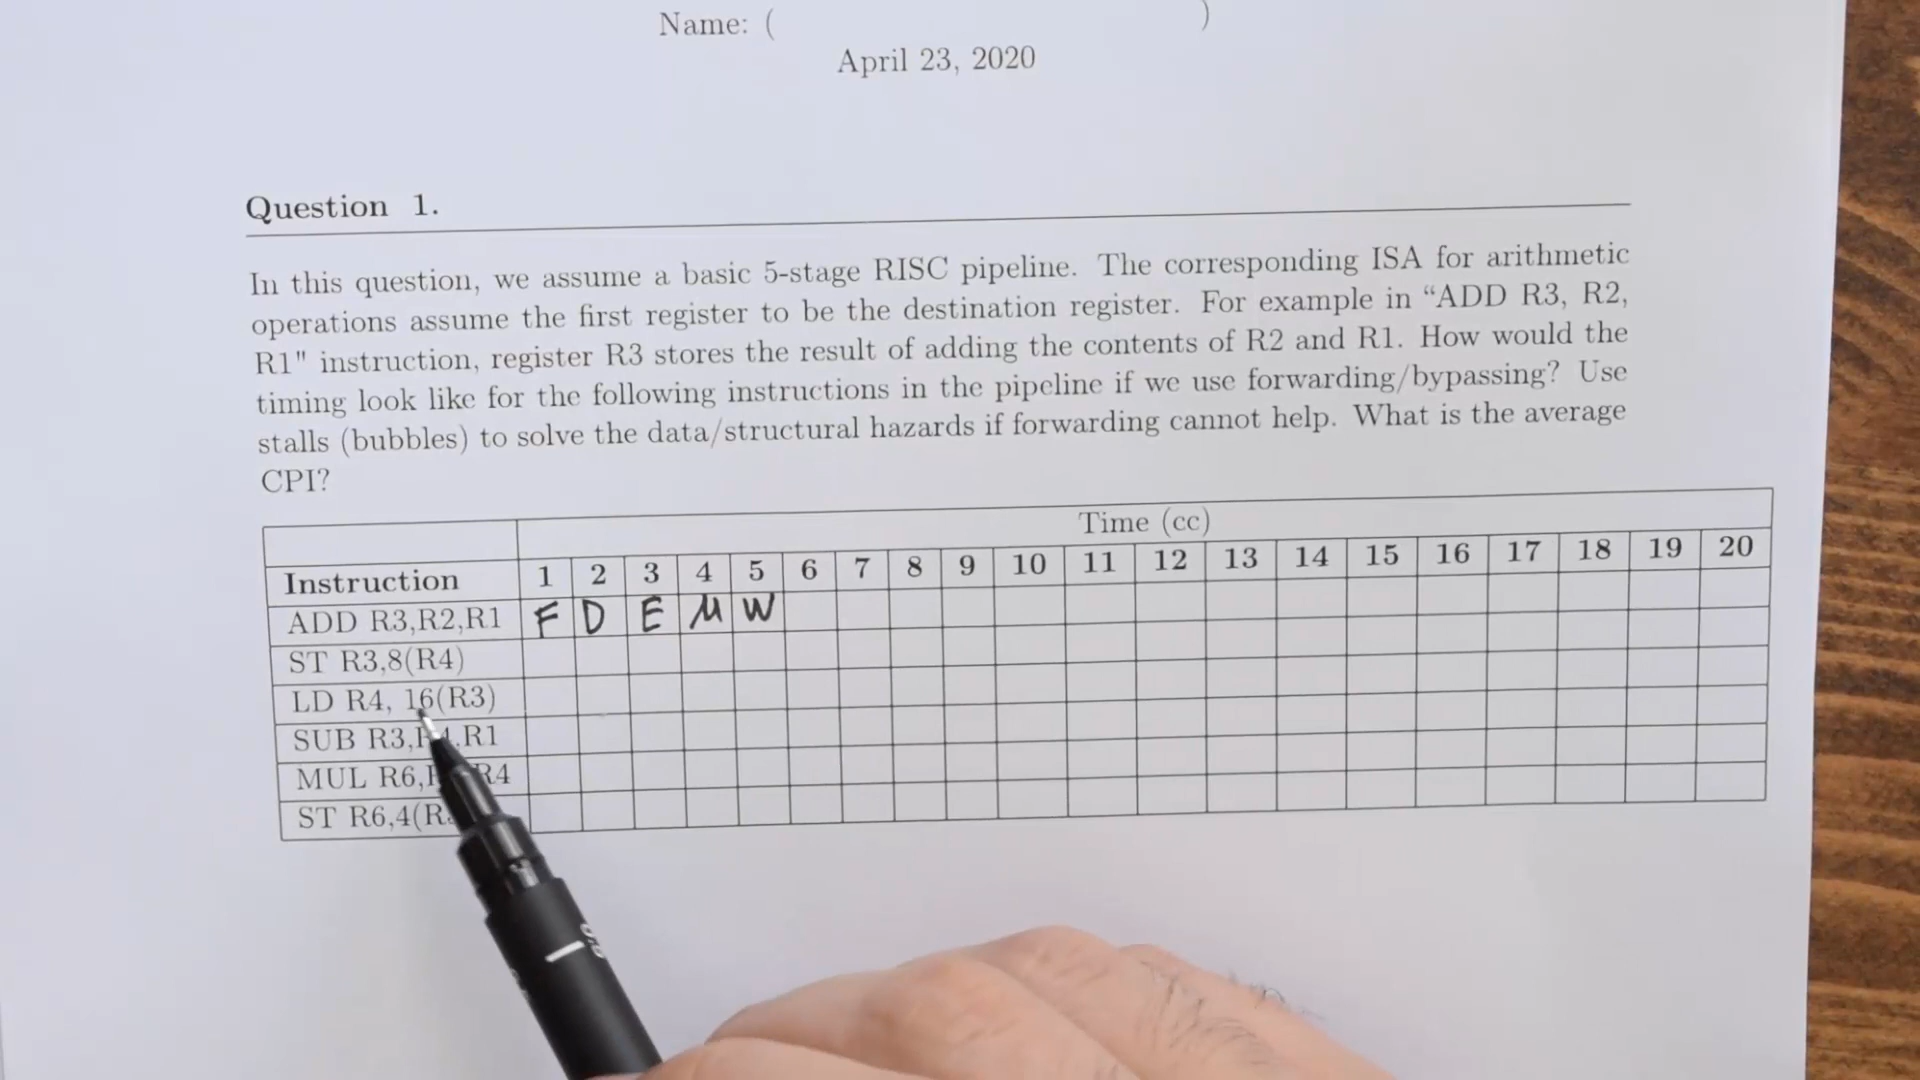 Name: ( )
April 23, 2020
Question 1.
In this question, we assume a basic 5-stage RISC pipeline. The corresponding ISA for arithmetic
operations assume the first register to be the destination register. For example in “ADD R3, R2,
R1" instruction, register R3 stores the result of adding the contents of R2 and R1. How would the
timing look like for the following instructions in the pipeline if we use forwarding/bypassing? Use
stalls (bubbles) to solve the data/structural hazards if forwarding cannot help. What is the average
CPI?
Time (cc)
Instruction 1 2 3 4 5 6 7 8 9 10 11 12 13 14 15 16 17 18 19 20
ADD R3,R2,R1 F D E M W
ST R3,8(R4)
LD R4, 16(R3)
SUB R3, R1
MUL R6, R4
ST R6,4(